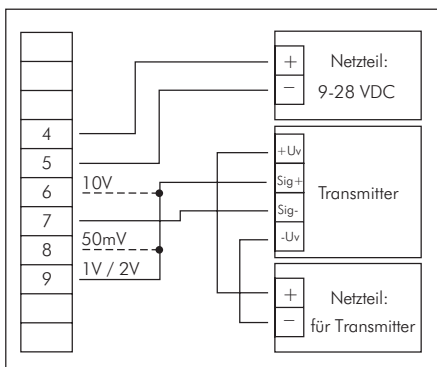 4
5
6
7
8
9
10V
50mV
1V / 2V
+
−
Netzteil:
9-28 VDC
+Uv
Sig+
Sig-
-Uv
Transmitter
+
−
Netzteil:
für Transmitter